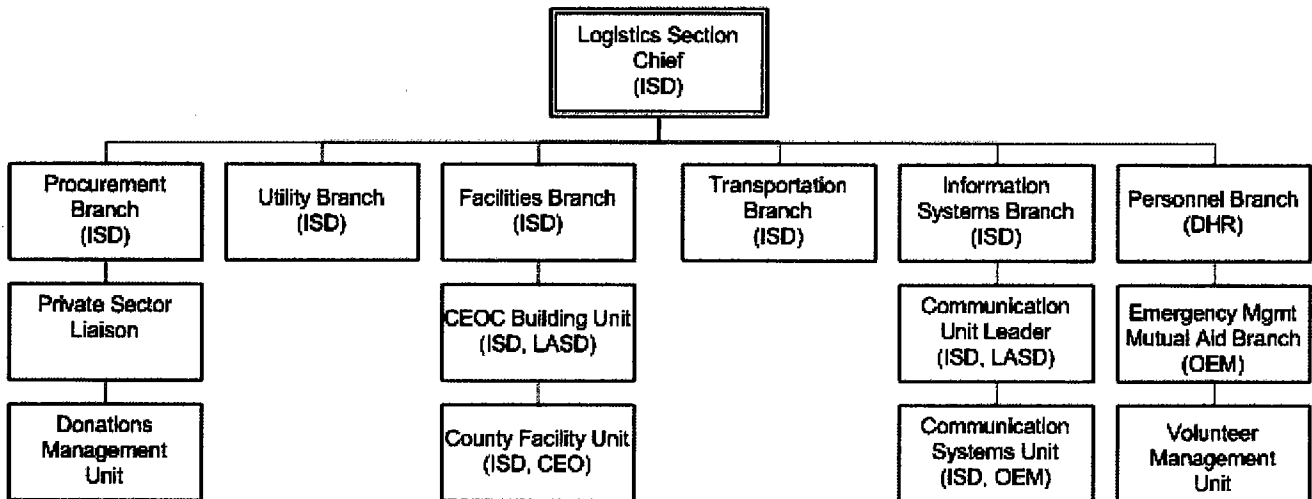 Logistics Section
Chief
(ISD)
Procurement
Branch
(ISD)
Utility Branch
(ISD)
Facilities Branch
(ISD)
Transportation
Branch
(ISD)
Information
Systems Branch
(ISD)
Personnel Branch
(DHR)
Private Sector
Liaison
CEOC Building Unit
(ISD, LASD)
Communication
Unit Leader
(ISD, LASD)
Emergency Mgmt
Mutual Aid Branch
(OEM)
Donations
Management
Unit
County Facility Unit
(ISD, CEO)
Communication
Systems Unit
(ISD, OEM)
Volunteer
Management
Unit